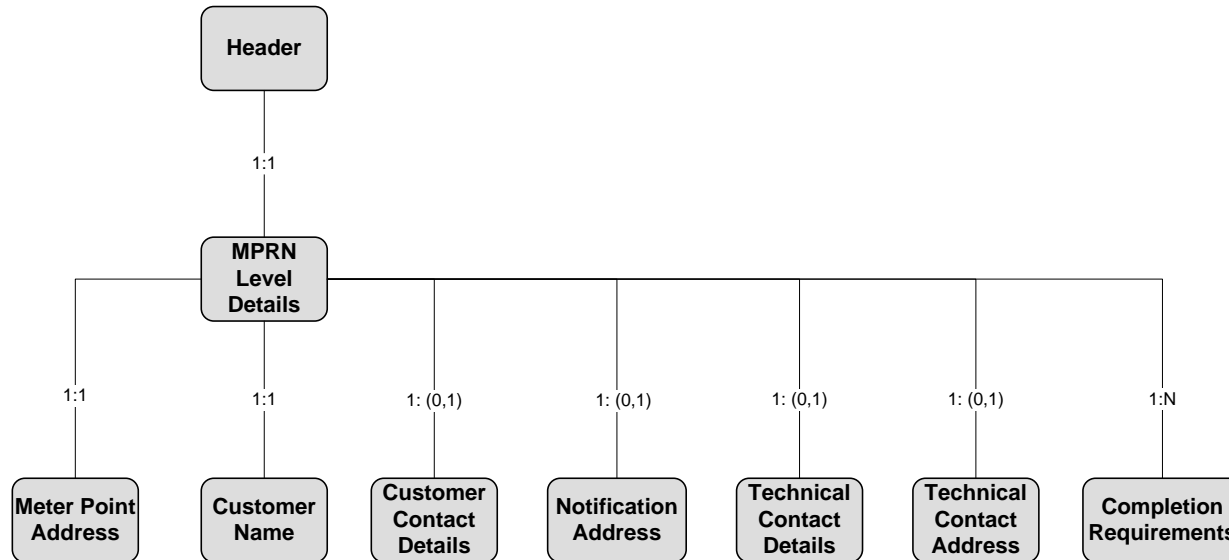 Header
1:1
MPRN
Level
Details
1:1
1:1
1: (0,1)
1: (0,1)
1: (0,1)
1: (0,1)
1:N
Meter Point
Address
Customer
Name
Customer
Contact
Details
Notification
Address
Technical
Contact
Details
Technical
Contact
Address
Completion
Requirements